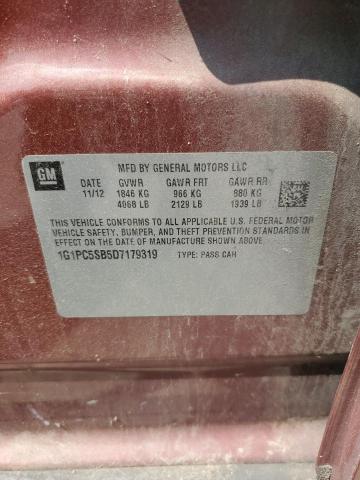 GM
MFD BY GENERAL MOTORS LLC
DATE GVWR GAWR FRT GAWR RR
11/12 1846 KG 966 KG 880 KG
4068 LB 2129 LB 1939 LB
THIS VEHICLE CONFORMS TO ALL APPLICABLE U.S. FEDERAL MOTOR
VEHICLE SAFETY, BUMPER, AND THEFT PREVENTION STANDARDS
IN EFFECT ON THE DATE OF MANUFACTURE SHOWN ABOVE.
1G1PC5SB5D7179319 TYPE: PASS CAR